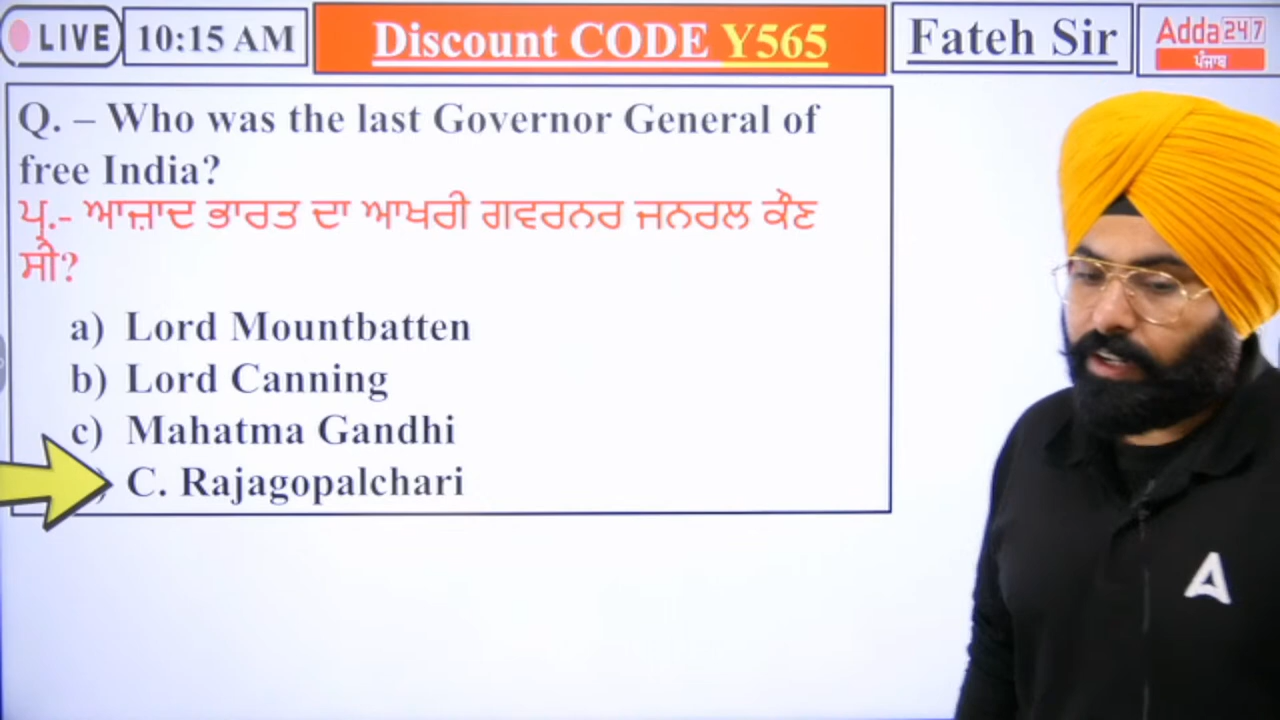 LIVE
10:15 AM
Discount CODE Y565
Fateh Sir
Adda247
ਪੰਜਾਬ
Q. – Who was the last Governor General of
free India?
ਪ੍ਰ.- ਆਜ਼ਾਦ ਭਾਰਤ ਦਾ ਆਖਰੀ ਗਵਰਨਰ ਜਨਰਲ ਕੌਣ
ਸੀ?
a) Lord Mountbatten
b) Lord Canning
c) Mahatma Gandhi
) C. Rajagopalchari
A